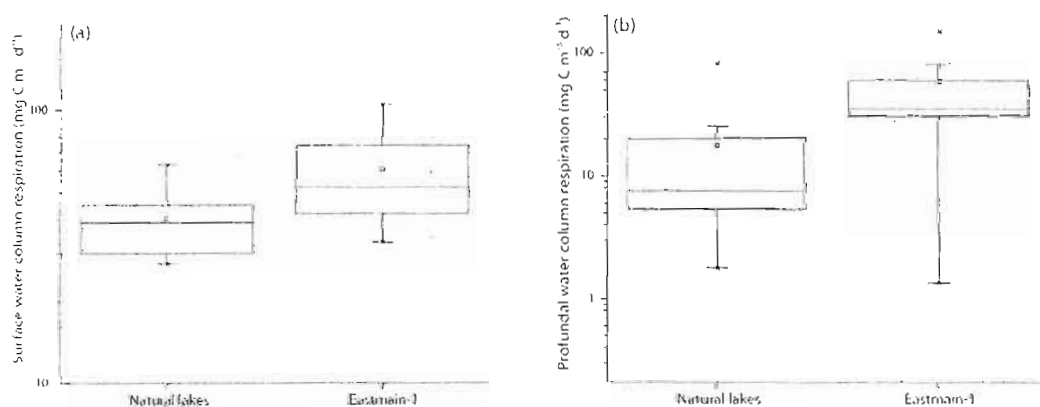 (a)
Surface water column respiration (mg C m d⁻¹)
100
10
Natural lakes
Eastmain-1
(b)
Profundal water column respiration (mg C m⁻³ d⁻¹)
100
10
1
Natural lakes
Eastmain-1